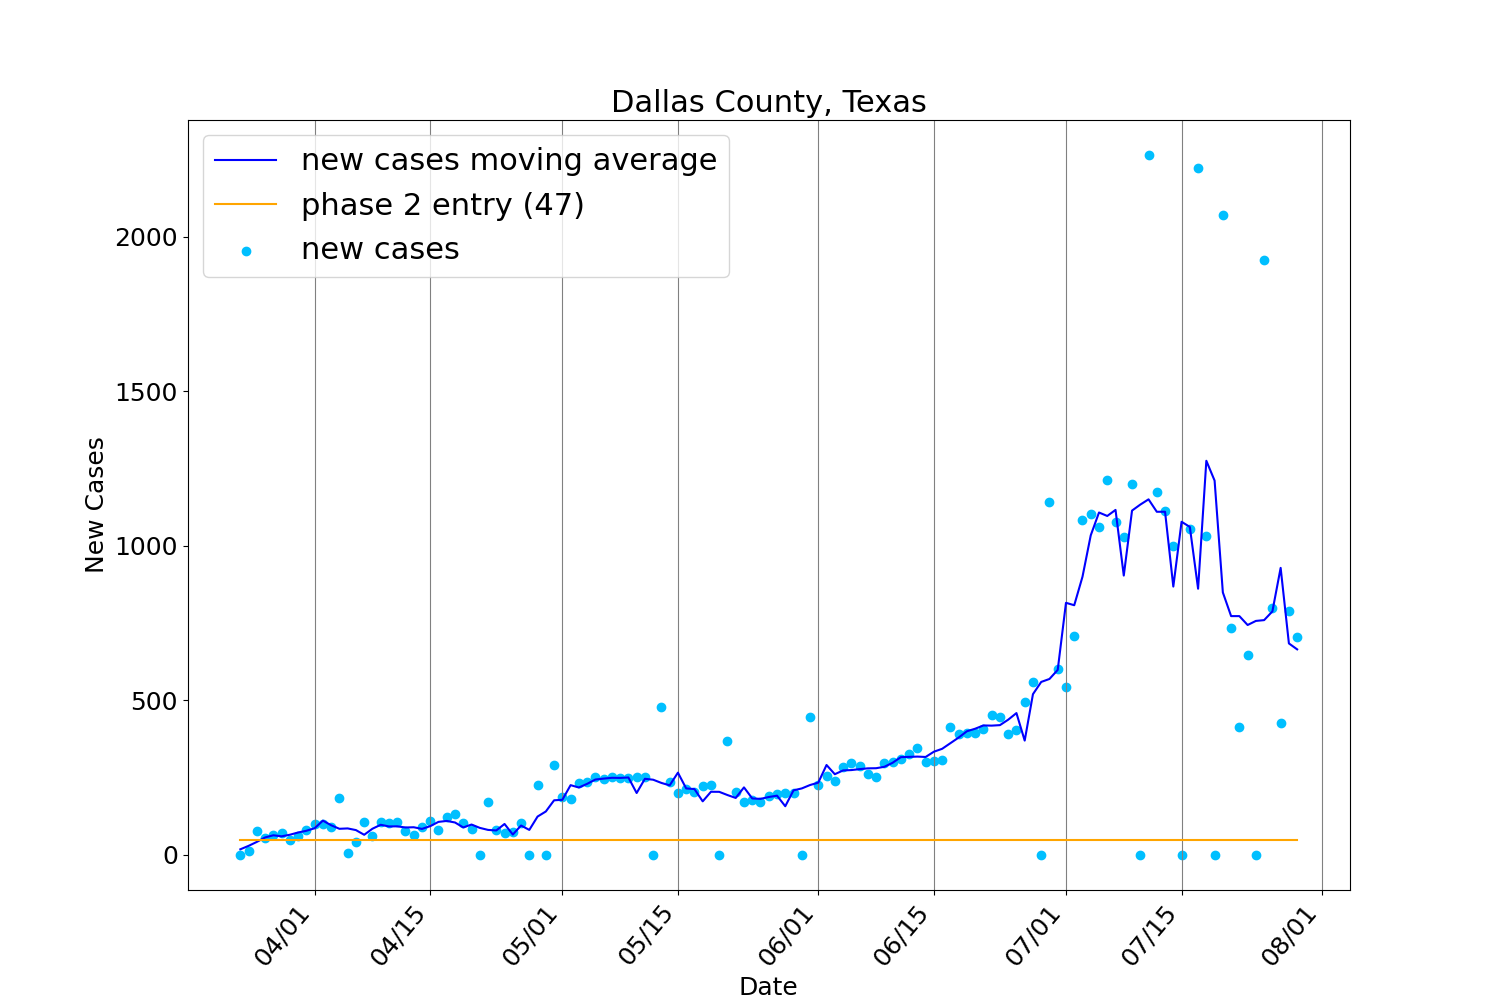 Dallas County, Texas
new cases moving average
phase 2 entry (47)
new cases
2000
1500
1000
500
0
New Cases
04/01
04/15
05/01
05/15
06/01
06/15
07/01
07/15
08/01
Date